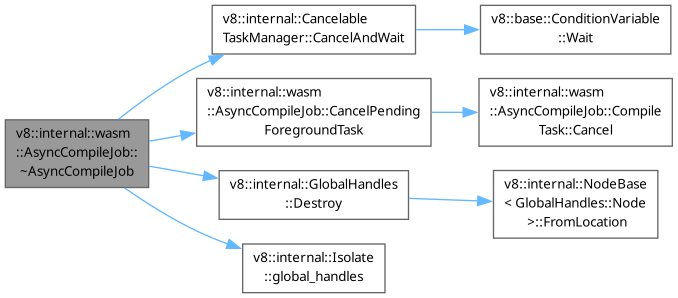 v8::internal::wasm
::AsyncCompileJob::
~AsyncCompileJob
v8::internal::Cancelable
TaskManager::CancelAndWait
v8::base::ConditionVariable
::Wait
v8::internal::wasm
::AsyncCompileJob::CancelPending
ForegroundTask
v8::internal::wasm
::AsyncCompileJob::Compile
Task::Cancel
v8::internal::GlobalHandles
::Destroy
v8::internal::NodeBase
< GlobalHandles::Node
>::FromLocation
v8::internal::Isolate
::global_handles